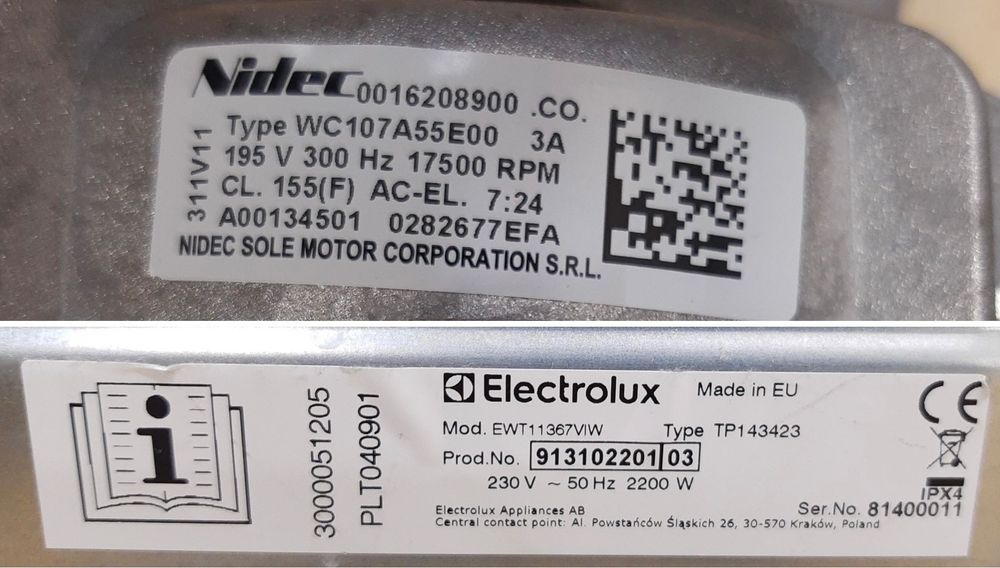 Nidec 0016208900 .CO.
Type WC107A55E00 3A
195 V 300 Hz 17500 RPM
CL. 155(F) AC-EL. 7:24
A00134501 0282677EFA
NIDEC SOLE MOTOR CORPORATION S.R.L.
311V11
i
3000051205
PLT040901
Electrolux Made in EU
Mod. EWT11367VIW Type TP143423
Prod.No. 913102201 03
230 V ~ 50 Hz 2200 W
CE
IPX4
Electrolux Appliances AB
Ser.No. 81400011
Central contact point: Al. Powstańców Śląskich 26, 30-570 Kraków, Poland